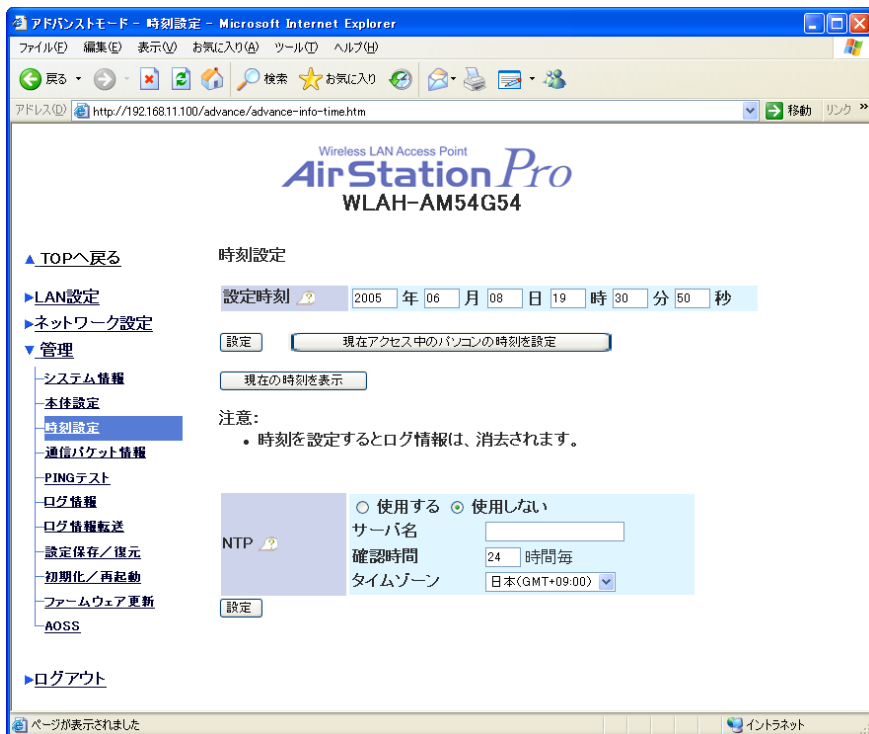 アドバンストモード - 時刻設定 - Microsoft Internet Explorer
ファイル(F) 編集(E) 表示(V) お気に入り(A) ツール(T) ヘルプ(H)
戻る 検索 お気に入り
アドレス(D) http://192.168.11.100/advance/advance-info-time.htm 移動 リンク »
Wireless LAN Access Point
AirStation Pro
WLAH-AM54G54
▲ TOPへ戻る
▶LAN設定
▶ネットワーク設定
▼ 管理
システム情報
本体設定
時刻設定
通信パケット情報
PINGテスト
ログ情報
ログ情報転送
設定保存／復元
初期化／再起動
ファームウェア更新
AOSS
▶ログアウト
時刻設定
設定時刻 ? 2005 年 06 月 08 日 19 時 30 分 50 秒
設定 現在アクセス中のパソコンの時刻を設定
現在の時刻を表示
注意:
• 時刻を設定するとログ情報は、消去されます。
NTP ?
使用する 使用しない
サーバ名
確認時間 24 時間毎
タイムゾーン 日本(GMT+09:00)
設定
ページが表示されました イントラネット